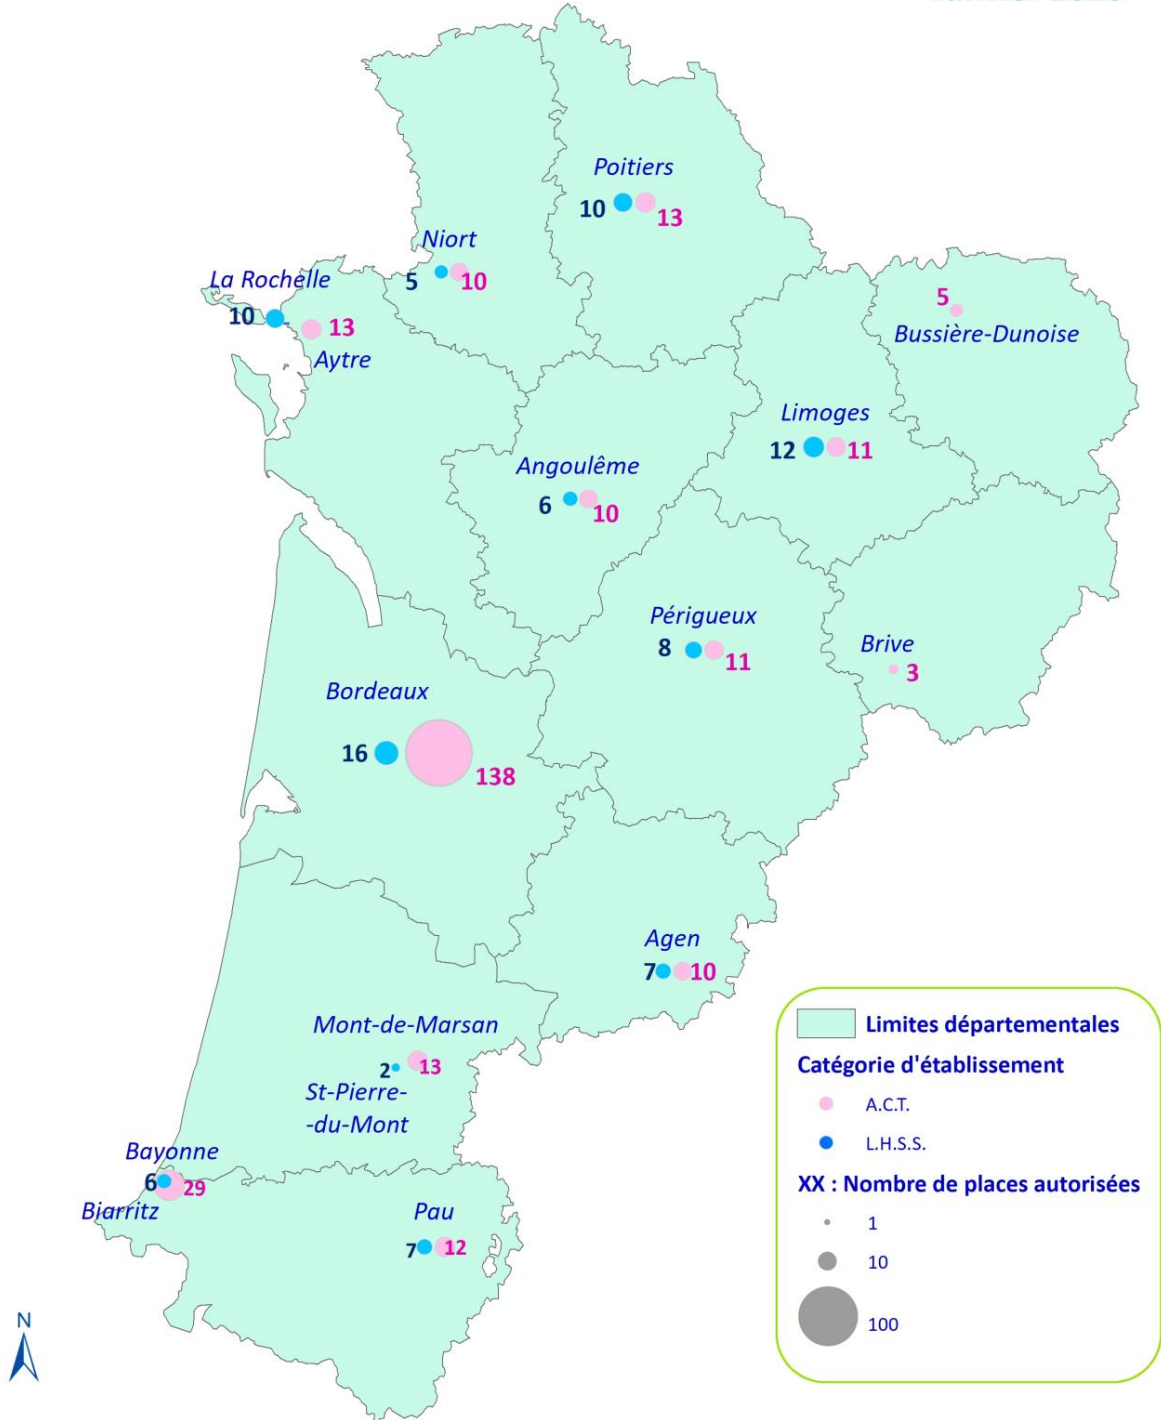 Poitiers
10
13
Niort
5
10
La Rochelle
10
13
Aytre
5
Bussière-Dunoise
Limoges
12
11
Angoulême
6
10
Périgueux
8
11
Brive
3
Bordeaux
16
138
Agen
7
10
Mont-de-Marsan
2
13
St-Pierre-
-du-Mont
Bayonne
6
29
Biarritz
Pau
7
12
N
Limites départementales
Catégorie d'établissement
A.C.T.
L.H.S.S.
XX : Nombre de places autorisées
1
10
100